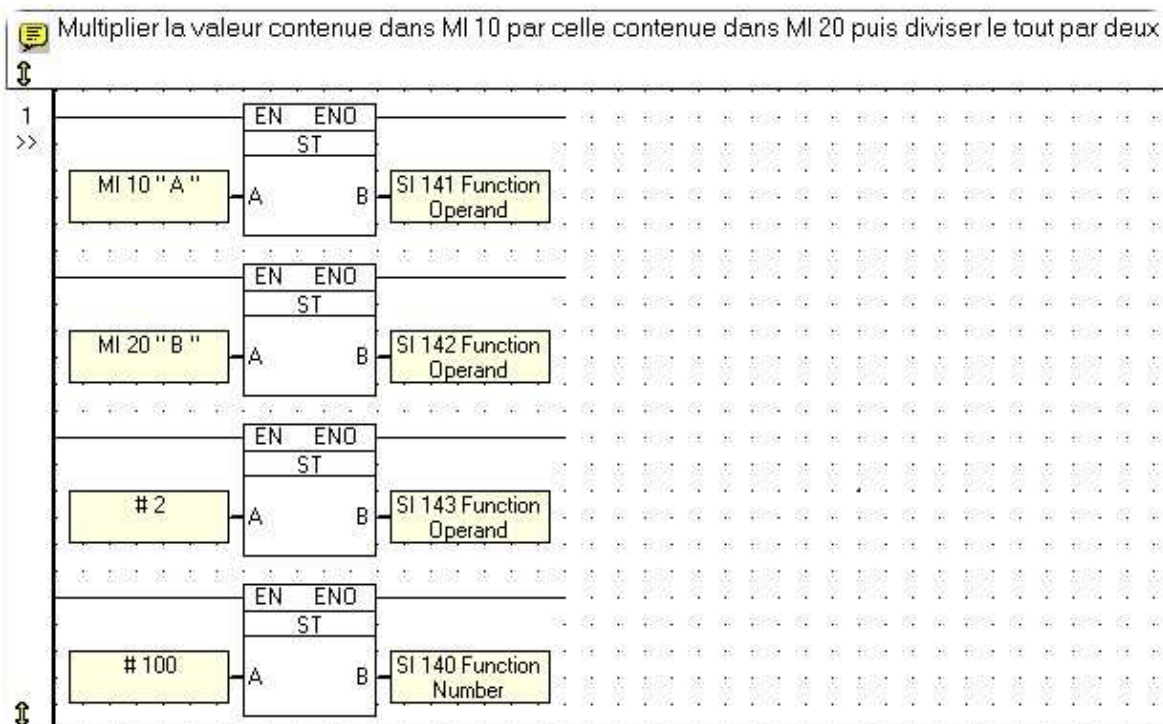 Multiplier la valeur contenue dans MI 10 par celle contenue dans MI 20 puis diviser le tout par deux
1
>>
EN ENO
ST
MI 10 " A "
A B
SI 141 Function
Operand
EN ENO
ST
MI 20 " B "
A B
SI 142 Function
Operand
EN ENO
ST
# 2
A B
SI 143 Function
Operand
EN ENO
ST
# 100
A B
SI 140 Function
Number